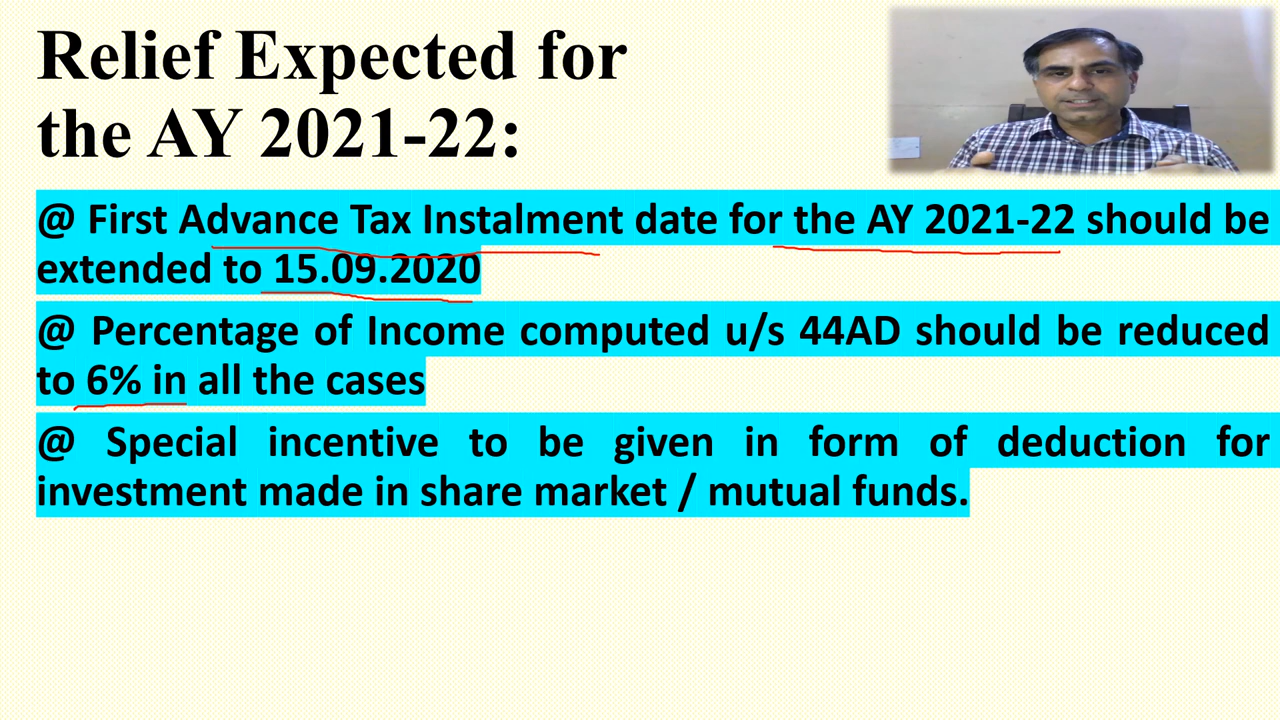 Relief Expected for
the AY 2021-22:
@ First Advance Tax Instalment date for the AY 2021-22 should be
extended to 15.09.2020
@ Percentage of Income computed u/s 44AD should be reduced
to 6% in all the cases
@ Special incentive to be given in form of deduction for
investment made in share market / mutual funds.